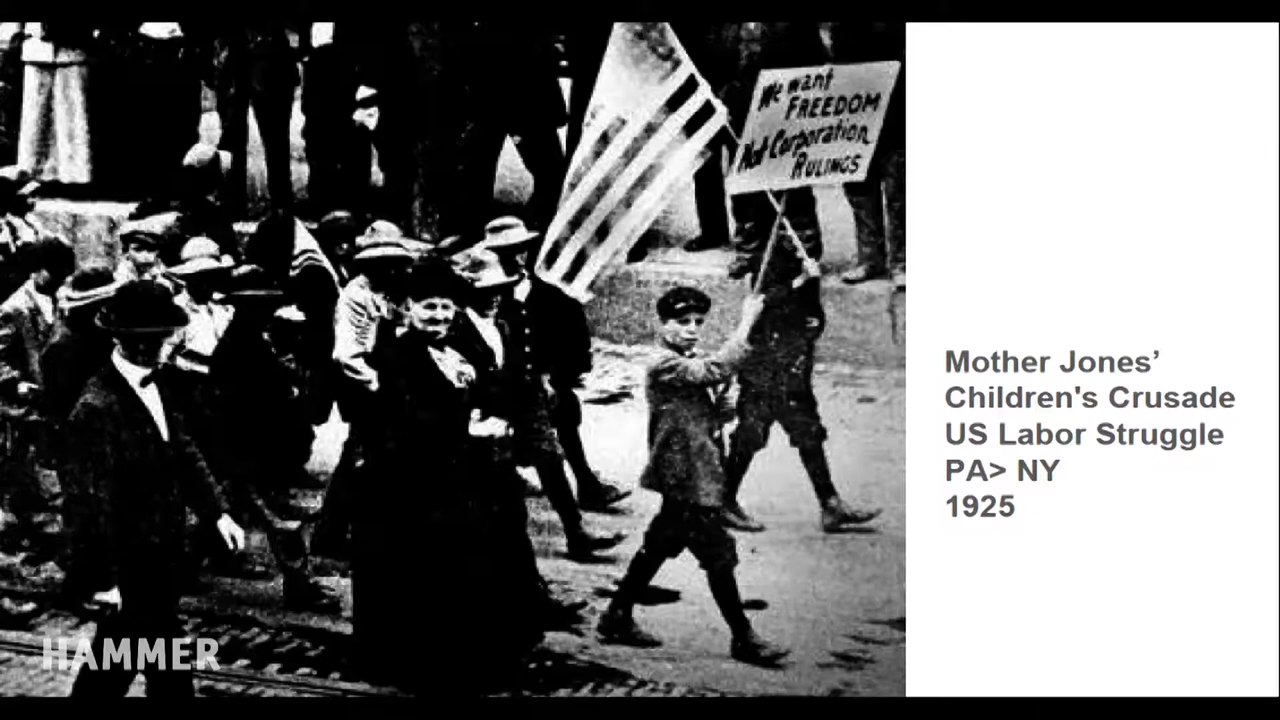 We want
FREEDOM
Not Corporation
RULINGS
Mother Jones’
Children's Crusade
US Labor Struggle
PA> NY
1925
HAMMER